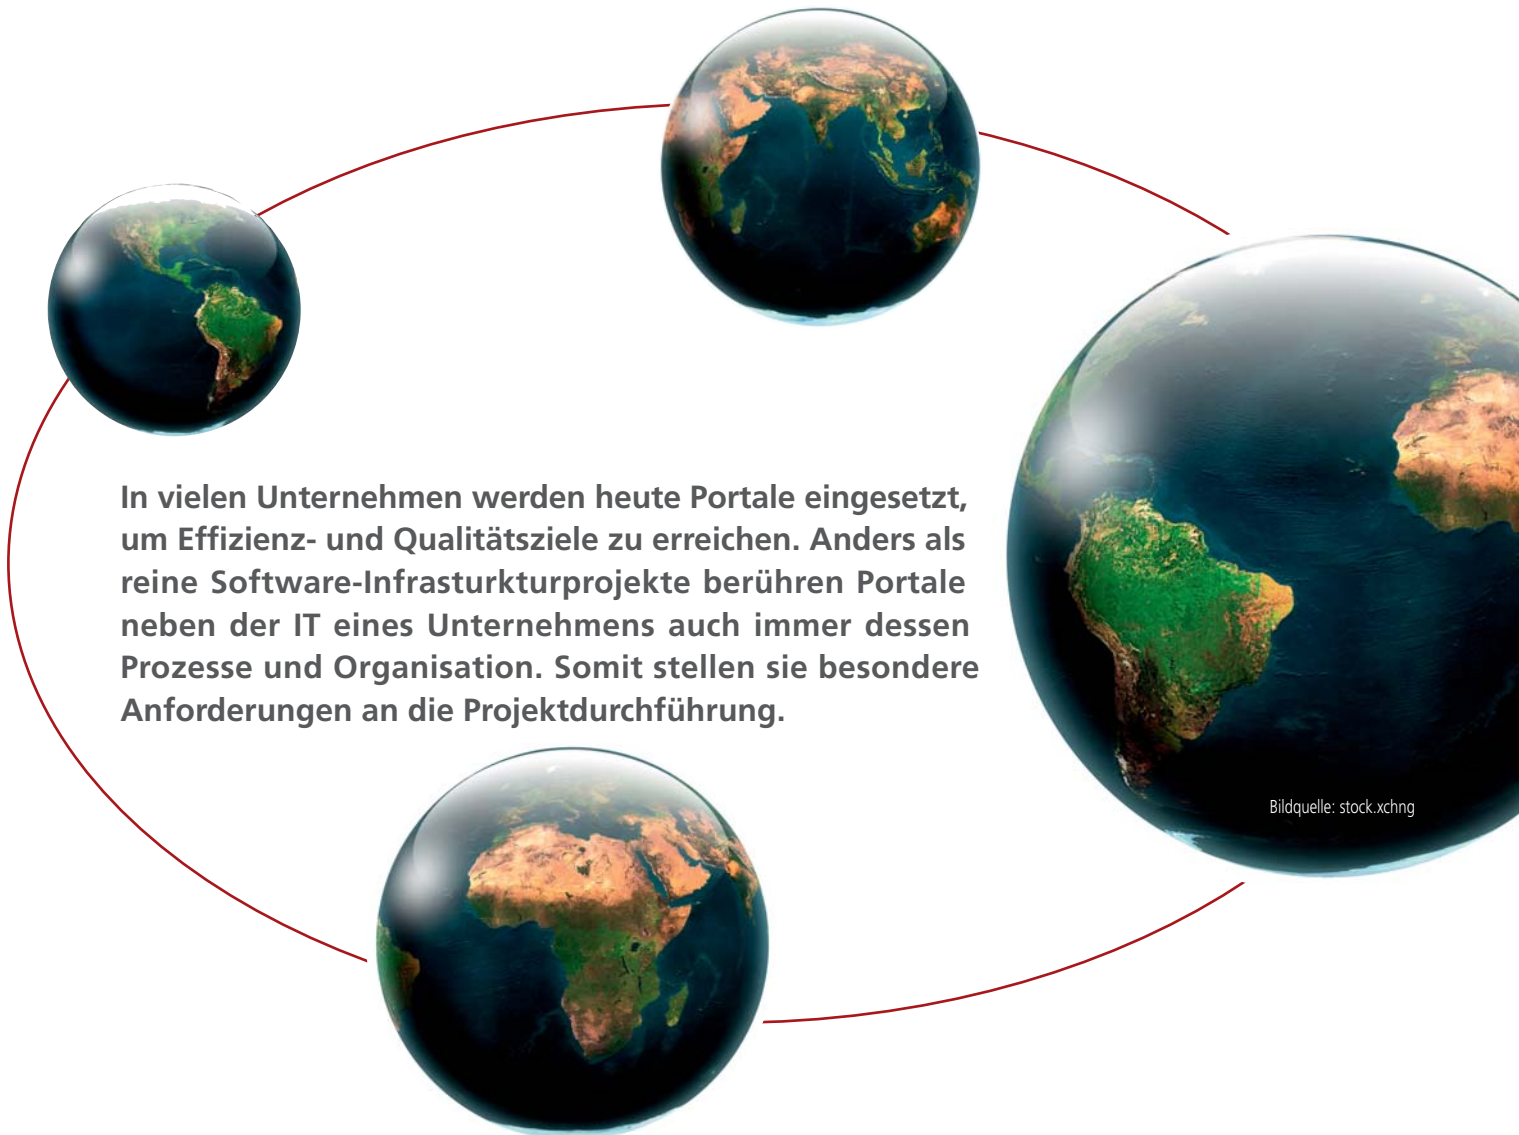 In vielen Unternehmen werden heute Portale eingesetzt,
um Effizienz- und Qualitätsziele zu erreichen. Anders als
reine Software-Infrasturkturprojekte berühren Portale
neben der IT eines Unternehmens auch immer dessen
Prozesse und Organisation. Somit stellen sie besondere
Anforderungen an die Projektdurchführung.
Bildquelle: stock.xchng